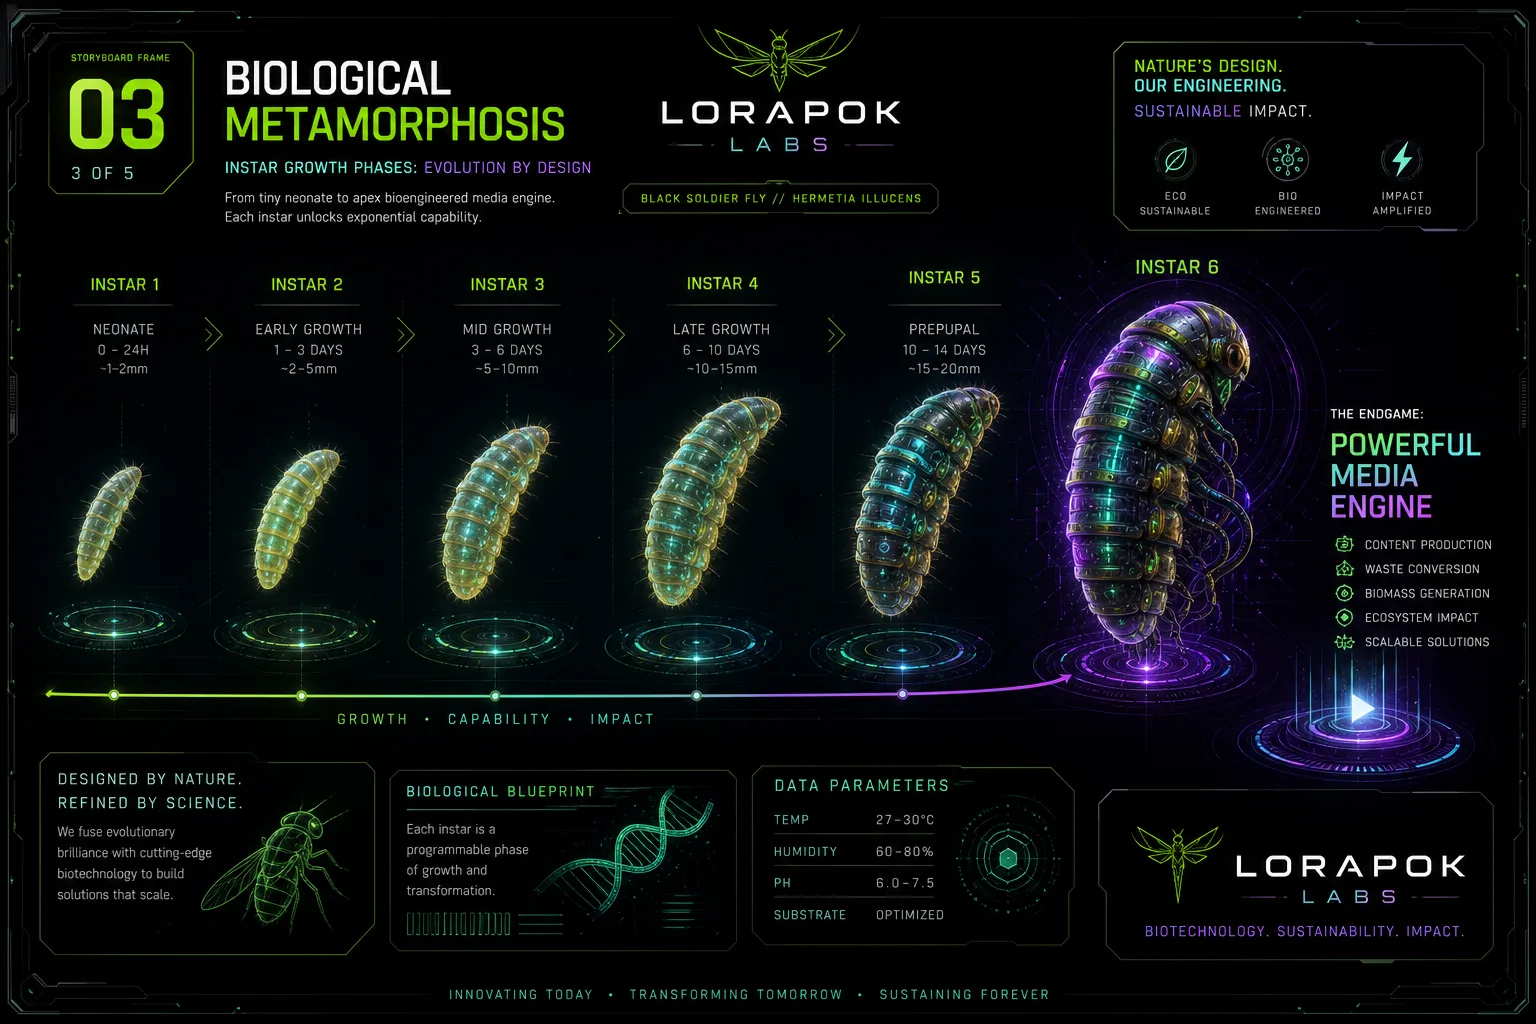 STORYBOARD FRAME
03
3 OF 5
BIOLOGICAL
METAMORPHOSIS
INSTAR GROWTH PHASES: EVOLUTION BY DESIGN
From tiny neonate to apex bioengineered media engine.
Each instar unlocks exponential capability.
LORAPOK
LABS
BLACK SOLDIER FLY // HERMETIA ILLUCENS
NATURE'S DESIGN.
OUR ENGINEERING.
SUSTAINABLE IMPACT.
ECO
SUSTAINABLE
BIO
ENGINEERED
IMPACT
AMPLIFIED
INSTAR 1
NEONATE
0 – 24H
~1–2mm
INSTAR 2
EARLY GROWTH
1 – 3 DAYS
~2–5mm
INSTAR 3
MID GROWTH
3 – 6 DAYS
~5–10mm
INSTAR 4
LATE GROWTH
6 – 10 DAYS
~10–15mm
INSTAR 5
PREPUPAL
10 – 14 DAYS
~15–20mm
INSTAR 6
THE ENDGAME:
POWERFUL
MEDIA
ENGINE
CONTENT PRODUCTION
WASTE CONVERSION
BIOMASS GENERATION
ECOSYSTEM IMPACT
SCALABLE SOLUTIONS
GROWTH • CAPABILITY • IMPACT
DESIGNED BY NATURE.
REFINED BY SCIENCE.
We fuse evolutionary
brilliance with cutting-edge
biotechnology to build
solutions that scale.
BIOLOGICAL BLUEPRINT
Each instar is a
programmable phase
of growth and
transformation.
DATA PARAMETERS
TEMP 27–30°C
HUMIDITY 60–80%
PH 6.0–7.5
SUBSTRATE OPTIMIZED
LORAPOK
LABS
BIOTECHNOLOGY. SUSTAINABILITY. IMPACT.
INNOVATING TODAY • TRANSFORMING TOMORROW • SUSTAINING FOREVER